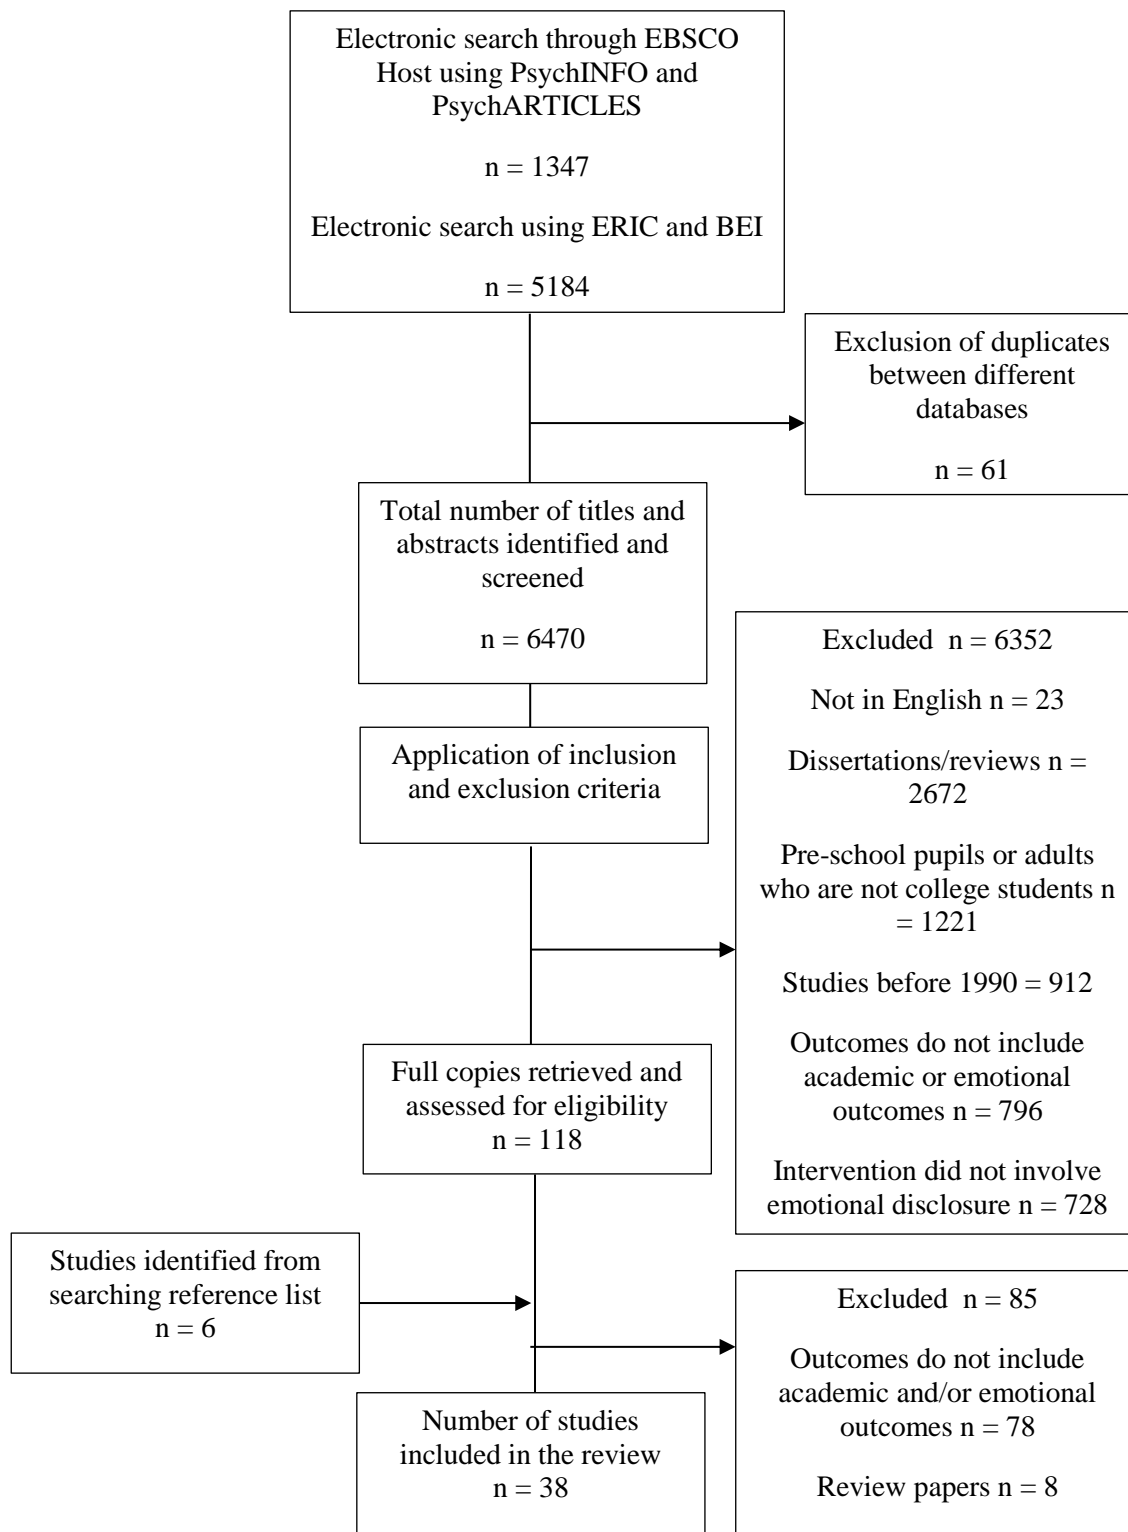 Electronic search through EBSCO
Host using PsychINFO and
PsychARTICLES
n = 1347
Electronic search using ERIC and BEI
n = 5184
Exclusion of duplicates
between different
databases
n = 61
Total number of titles and
abstracts identified and
screened
n = 6470
Application of inclusion
and exclusion criteria
Excluded  n = 6352
Not in English n = 23
Dissertations/reviews n =
2672
Pre-school pupils or adults
who are not college students n
= 1221
Studies before 1990 = 912
Outcomes do not include
academic or emotional
outcomes n = 796
Intervention did not involve
emotional disclosure n = 728
Full copies retrieved and
assessed for eligibility
n = 118
Studies identified from
searching reference list
n = 6
Excluded  n = 85
Outcomes do not include
academic and/or emotional
outcomes n = 78
Review papers n = 8
Number of studies
included in the review
n = 38